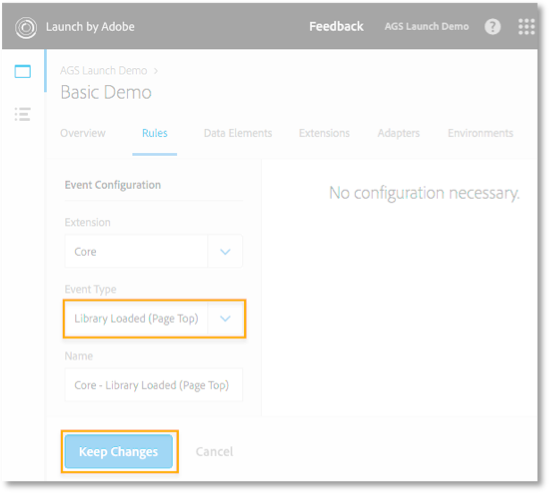 Launch by Adobe
Feedback
AGS Launch Demo
?
AGS Launch Demo >
Basic Demo
Overview
Rules
Data Elements
Extensions
Adapters
Environments
Event Configuration
No configuration necessary.
Extension
Core
Event Type
Library Loaded (Page Top)
Name
Core - Library Loaded (Page Top)
Keep Changes
Cancel